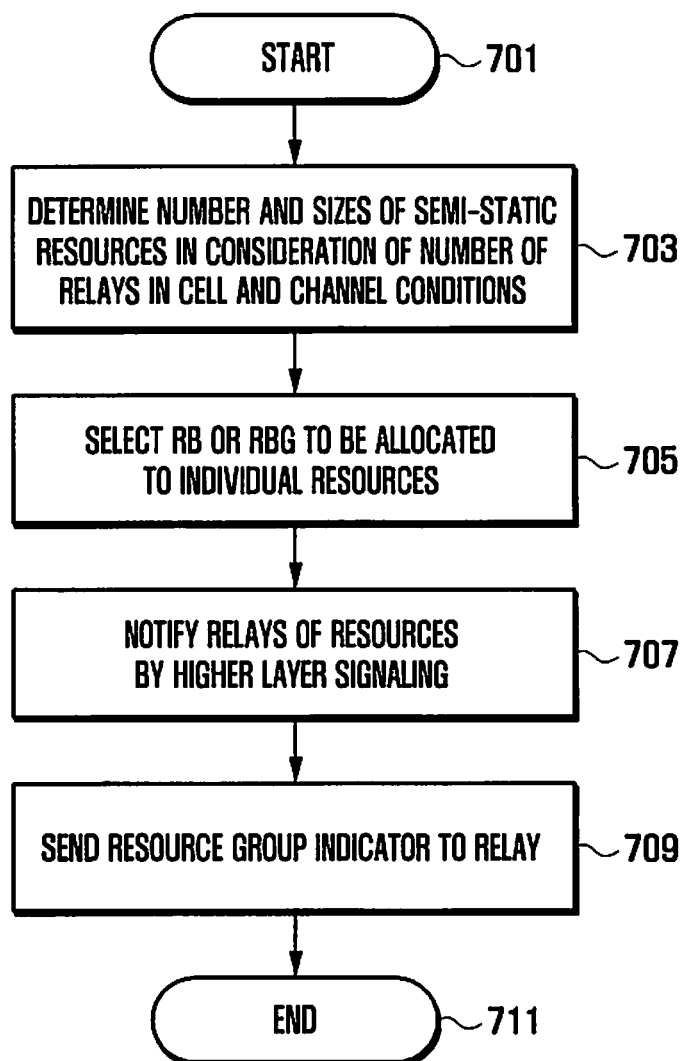 START
701
DETERMINE NUMBER AND SIZES OF SEMI-STATIC
RESOURCES IN CONSIDERATION OF NUMBER OF
RELAYS IN CELL AND CHANNEL CONDITIONS
703
SELECT RB OR RBG TO BE ALLOCATED
TO INDIVIDUAL RESOURCES
705
NOTIFY RELAYS OF RESOURCES
BY HIGHER LAYER SIGNALING
707
SEND RESOURCE GROUP INDICATOR TO RELAY
709
END
711